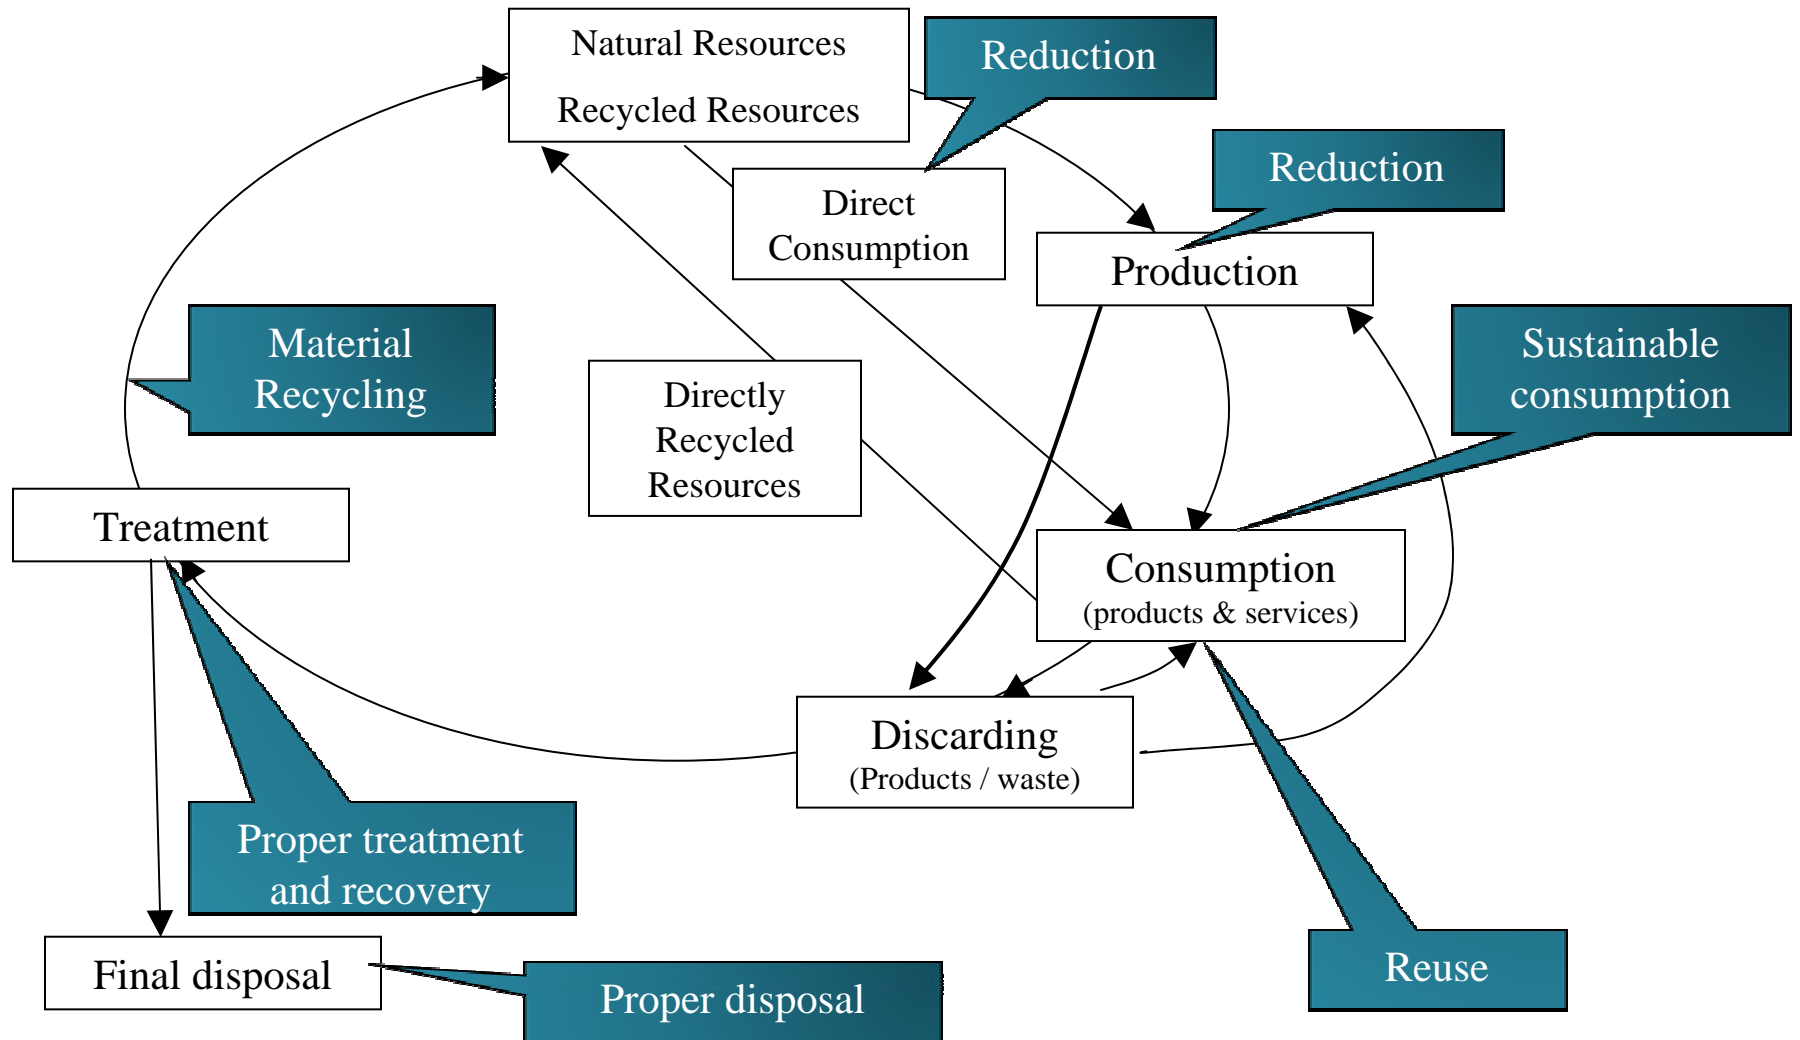 Natural Resources
Recycled Resources
Reduction
Reduction
Direct
Consumption
Production
Material
Recycling
Sustainable
consumption
Directly
Recycled
Resources
Treatment
Consumption
(products & services)
Discarding
(Products / waste)
Proper treatment
and recovery
Final disposal
Proper disposal
Reuse